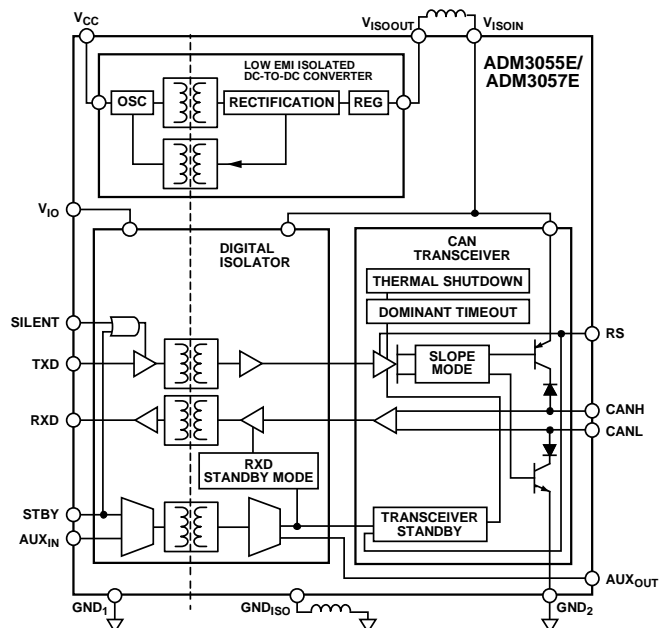 VCC
VISOOUT
VISOIN
ADM3055E/
ADM3057E
LOW EMI ISOLATED
DC-TO-DC CONVERTER
OSC
RECTIFICATION
REG
VIO
DIGITAL
ISOLATOR
CAN
TRANSCEIVER
THERMAL SHUTDOWN
DOMINANT TIMEOUT
SILENT
RS
TXD
SLOPE
MODE
RXD
CANH
CANL
RXD
STANDBY MODE
STBY
TRANSCEIVER
STANDBY
AUXIN
AUXOUT
GND1
GNDISO
GND2